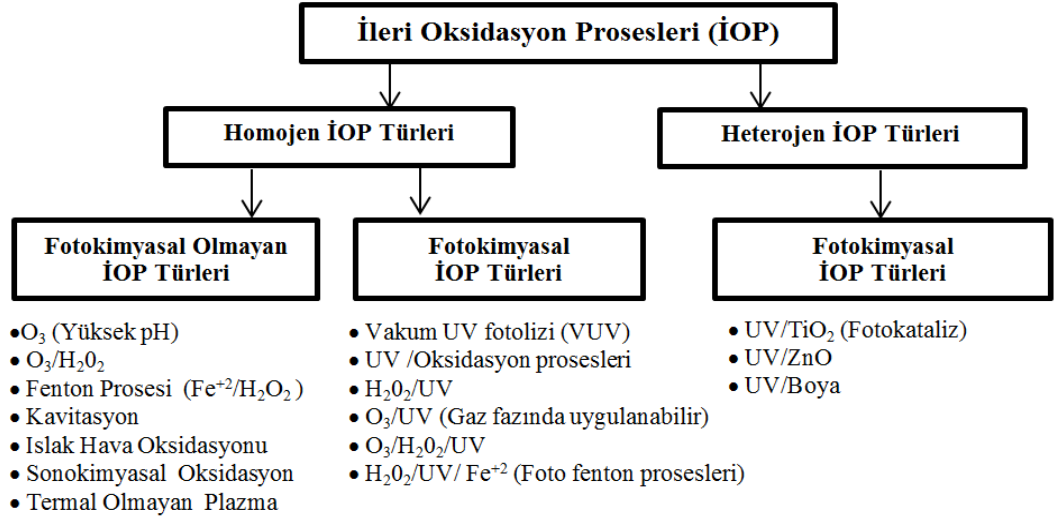 İleri Oksidasyon Prosesleri (İOP)
Homojen İOP Türleri
Heterojen İOP Türleri
Fotokimyasal Olmayan
İOP Türleri
Fotokimyasal
İOP Türleri
Fotokimyasal
İOP Türleri
●O₃ (Yüksek pH)
● O₃/H₂0₂
● Fenton Prosesi (Fe⁺²/H₂O₂ )
● Kavitasyon
● Islak Hava Oksidasyonu
● Sonokimyasal Oksidasyon
● Termal Olmayan Plazma
● Vakum UV fotolizi (VUV)
● UV /Oksidasyon prosesleri
● H₂0₂/UV
● O₃/UV (Gaz fazında uygulanabilir)
● O₃/H₂0₂/UV
● H₂0₂/UV/ Fe⁺² (Foto fenton prosesleri)
● UV/TiO₂ (Fotokataliz)
● UV/ZnO
● UV/Boya